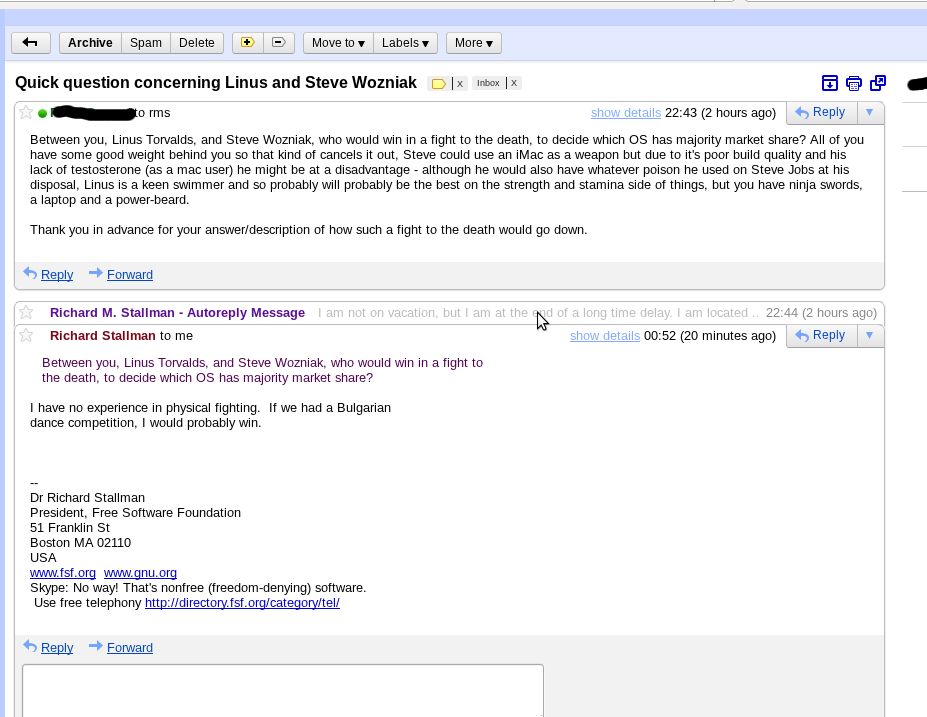 Archive Spam Delete Move to Labels More
Quick question concerning Linus and Steve Wozniak x Inbox x
to rms show details 22:43 (2 hours ago) Reply
Between you, Linus Torvalds, and Steve Wozniak, who would win in a fight to the death, to decide which OS has majority market share? All of you
have some good weight behind you so that kind of cancels it out, Steve could use an iMac as a weapon but due to it's poor build quality and his
lack of testosterone (as a mac user) he might be at a disadvantage - although he would also have whatever poison he used on Steve Jobs at his
disposal, Linus is a keen swimmer and so probably will probably be the best on the strength and stamina side of things, but you have ninja swords,
a laptop and a power-beard.
Thank you in advance for your answer/description of how such a fight to the death would go down.
Reply Forward
Richard M. Stallman - Autoreply Message I am not on vacation, but I am at the end of a long time delay. I am located .. 22:44 (2 hours ago)
Richard Stallman to me show details 00:52 (20 minutes ago) Reply
Between you, Linus Torvalds, and Steve Wozniak, who would win in a fight to
the death, to decide which OS has majority market share?
I have no experience in physical fighting.  If we had a Bulgarian
dance competition, I would probably win.
--
Dr Richard Stallman
President, Free Software Foundation
51 Franklin St
Boston MA 02110
USA
www.fsf.org  www.gnu.org
Skype: No way! That's nonfree (freedom-denying) software.
Use free telephony http://directory.fsf.org/category/tel/
Reply Forward